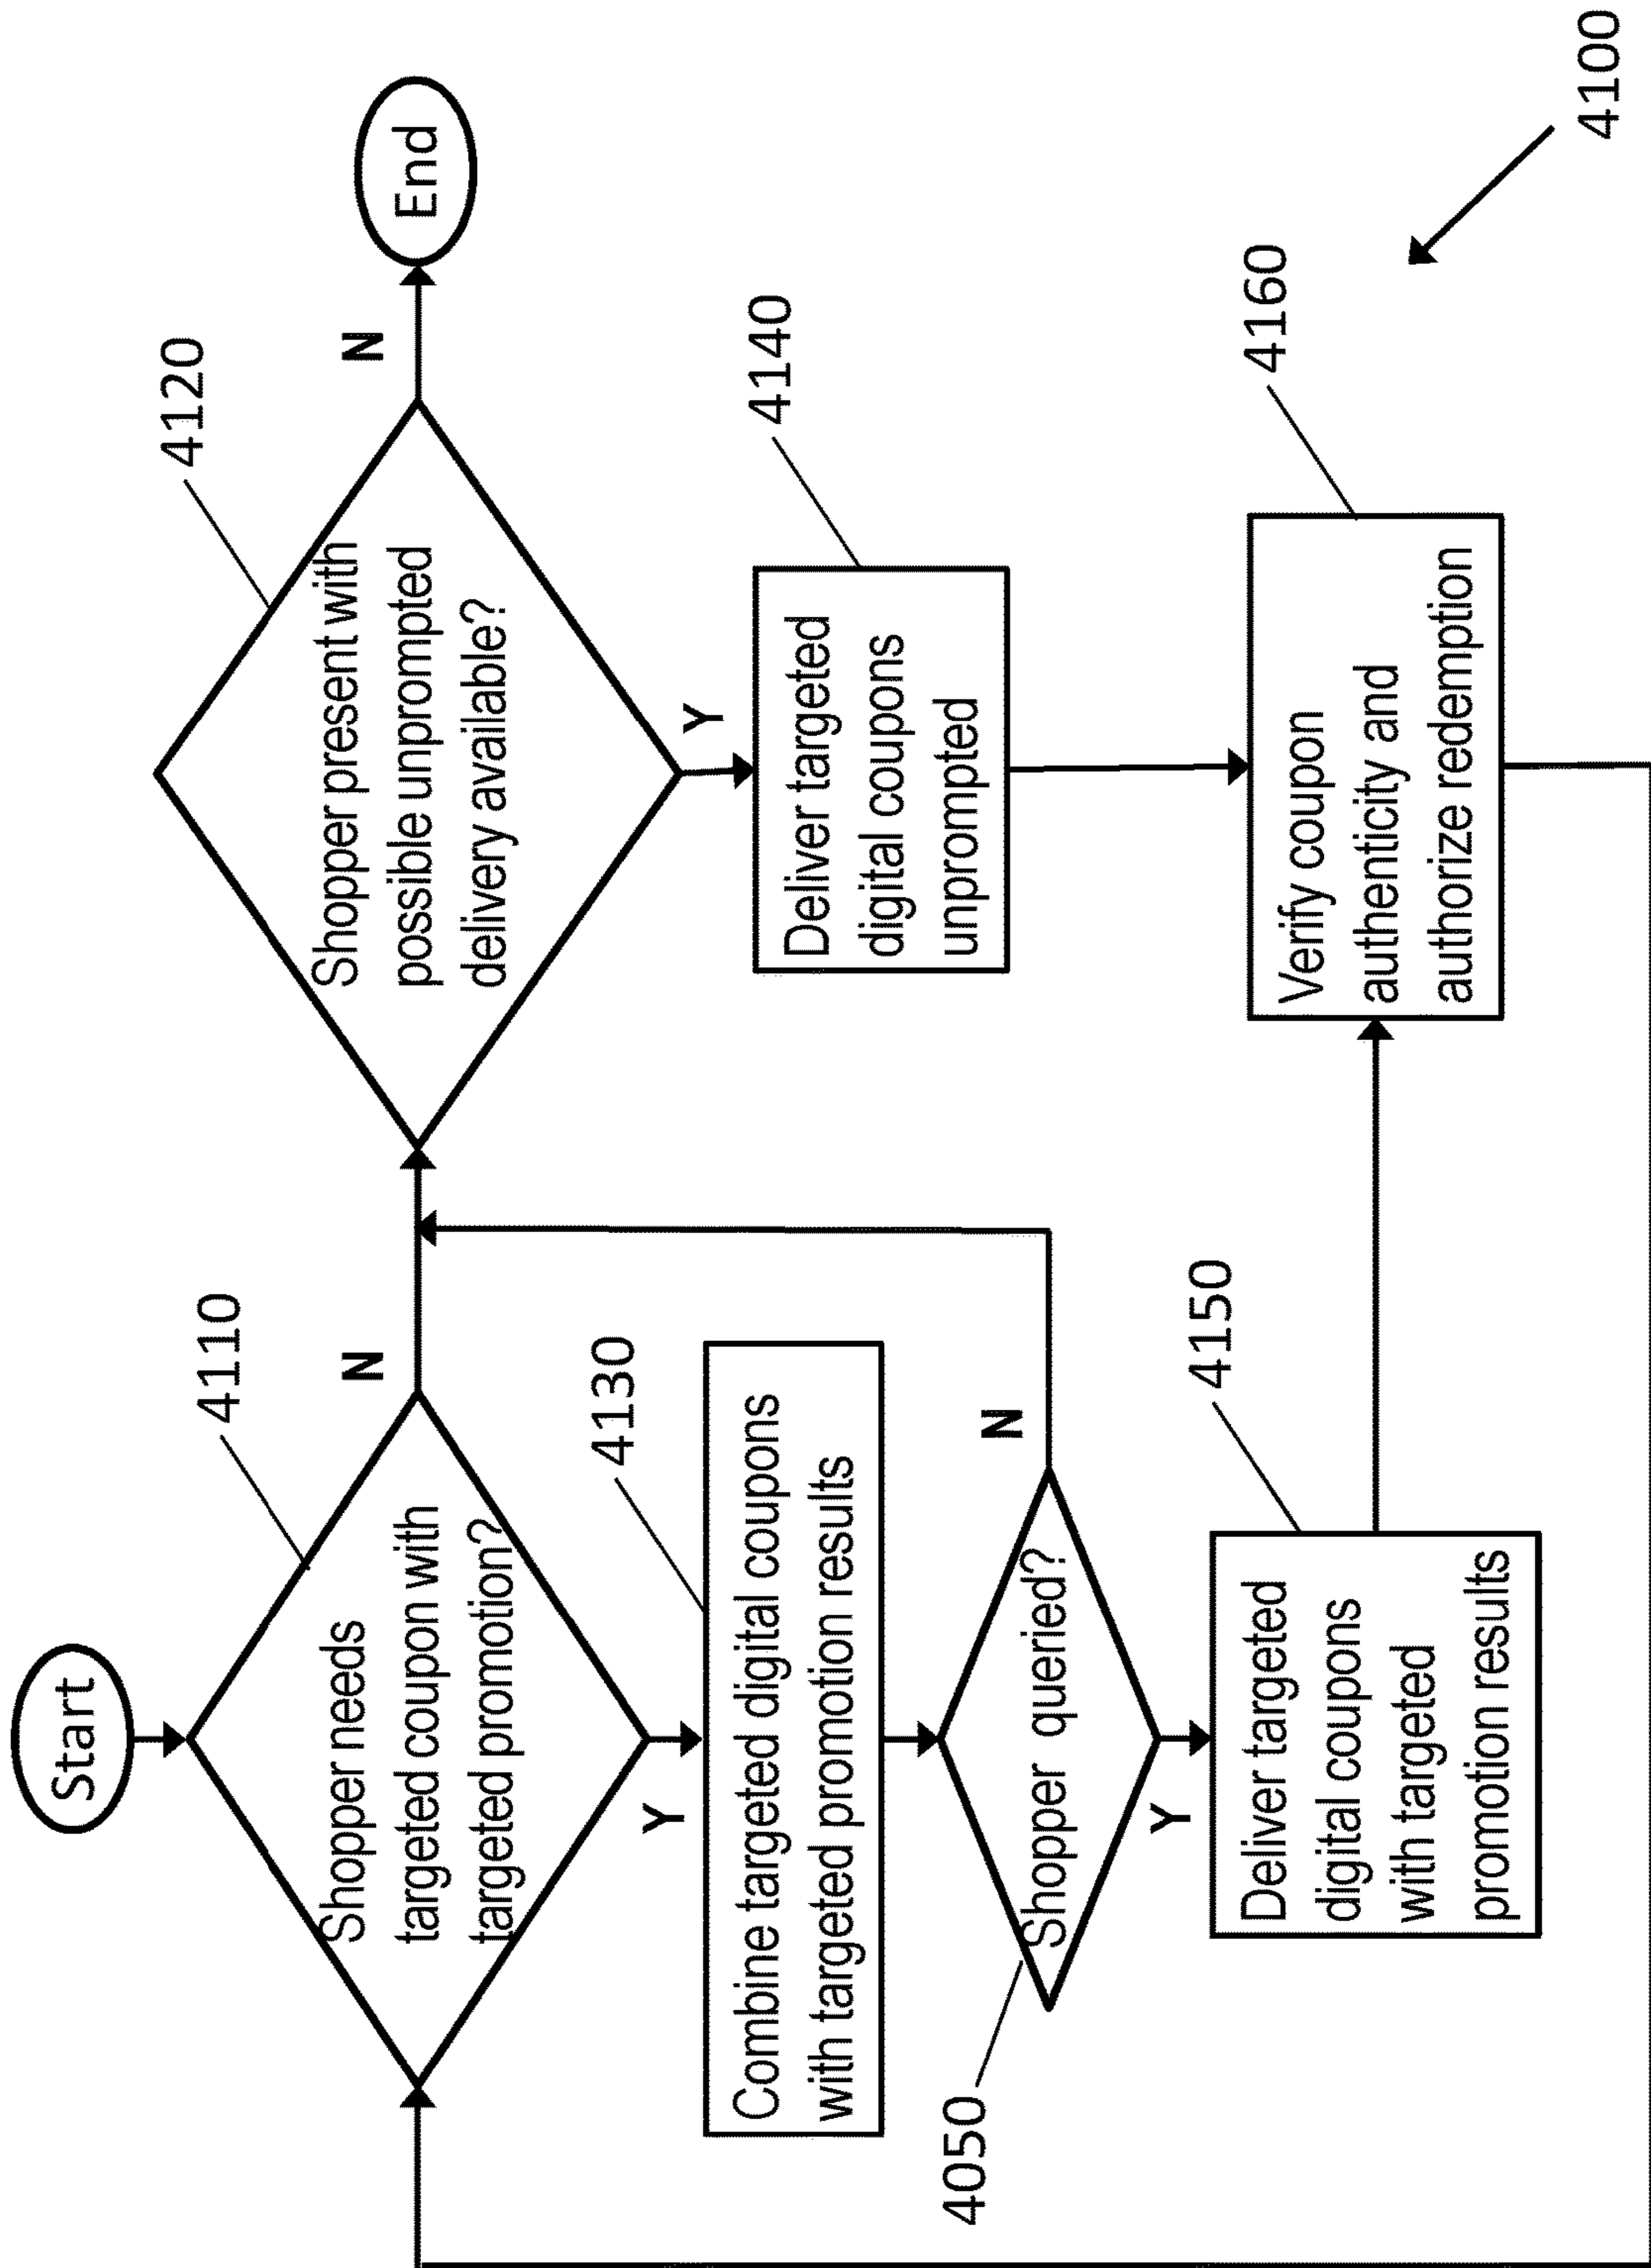 Start
4110
Shopper needs
targeted coupon with
targeted promotion?
N
Y
4120
Shopper present with
possible unprompted
delivery available?
N
End
Y
4130
Combine targeted digital coupons
with targeted promotion results
4140
Deliver targeted
digital coupons
unprompted
4050
Shopper queried?
N
Y
4150
Deliver targeted
digital coupons
with targeted
promotion results
4160
Verify coupon
authenticity and
authorize redemption
4100